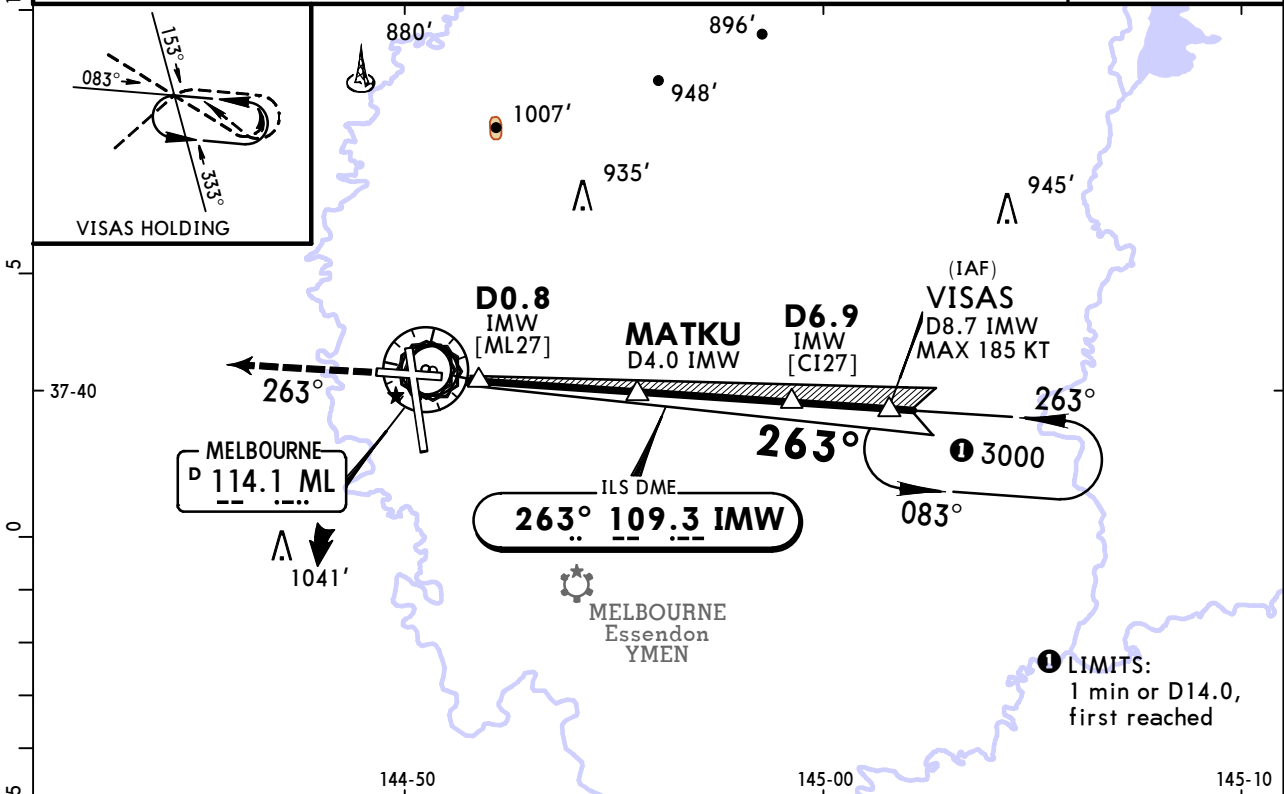 153°
083°
333°
VISAS HOLDING
880'
896'
948'
1007'
935'
945'
5
(IAF)
VISAS
D8.7 IMW
MAX 185 KT
D0.8
IMW
[ML27]
MATKU
D4.0 IMW
D6.9
IMW
[CI27]
37-40
263°
263°
263°
❶ 3000
083°
MELBOURNE
D 114.1 ML
ILS DME
263° 109.3 IMW
0
1041'
MELBOURNE
Essendon
YMEN
❶ LIMITS:
1 min or D14.0,
first reached
5
144-50
145-00
145-10